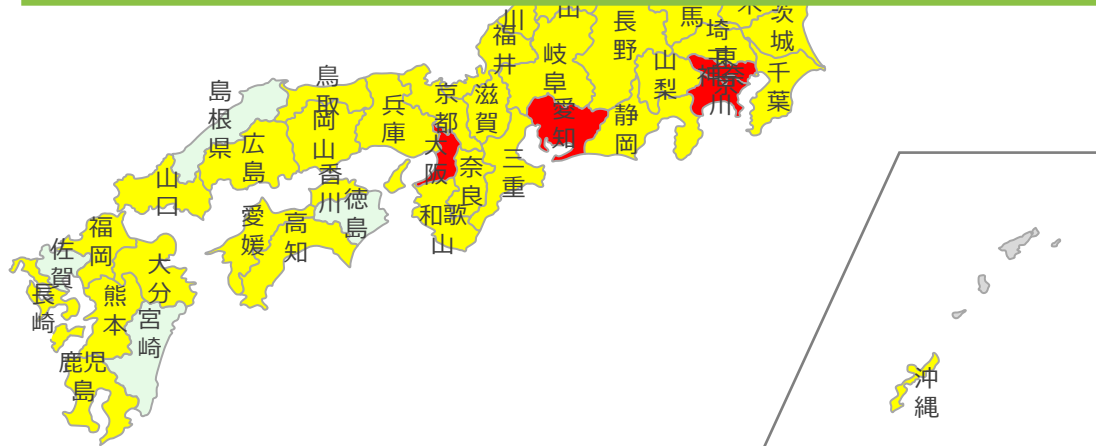 川
山
福井
長野
馬
埼
茨城
岐阜
山梨
東
神奈川
千葉
鳥取
島根県
兵庫
京都
滋賀
愛知
静岡
岡山
広島
大阪
奈良
三重
香川
徳島
山口
和歌山
愛媛
高知
福岡
佐賀
大分
長崎
熊本
宮崎
鹿児島
沖縄